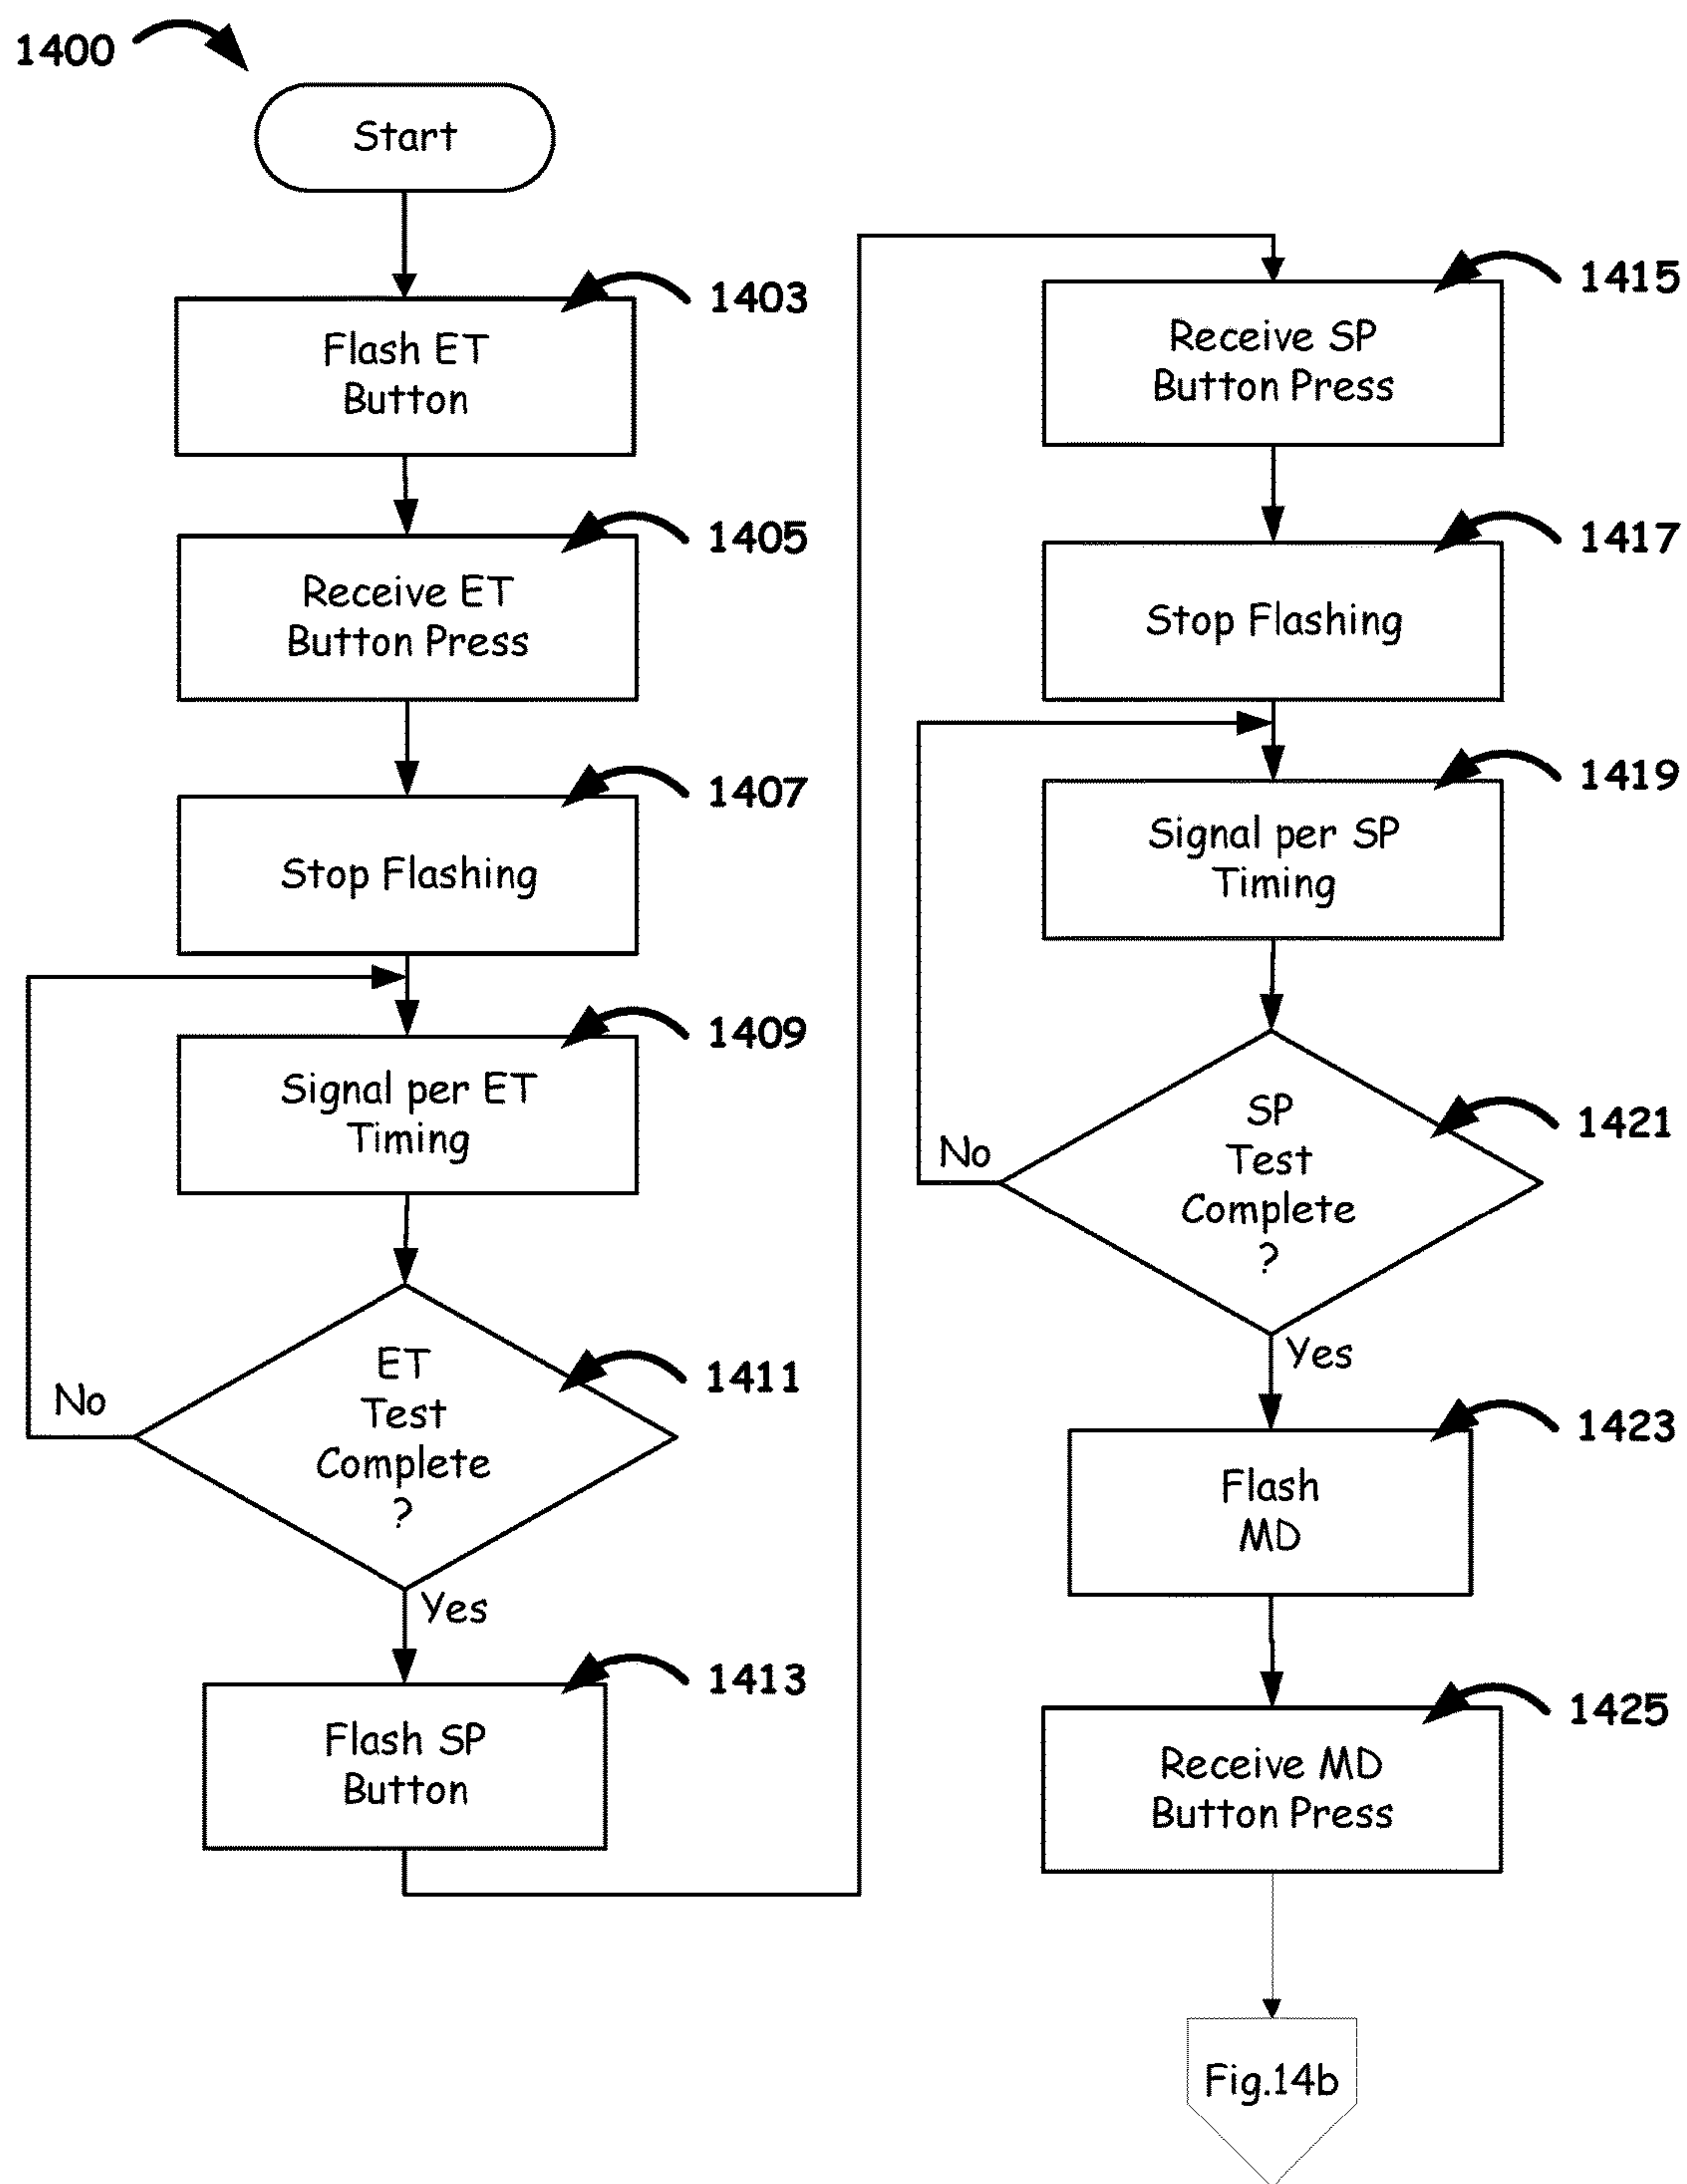 1400
Start
1403
Flash ET
Button
1405
Receive ET
Button Press
1407
Stop Flashing
1409
Signal per ET
Timing
1411
ET
Test
Complete
?
No
Yes
1413
Flash SP
Button
1415
Receive SP
Button Press
1417
Stop Flashing
1419
Signal per SP
Timing
1421
SP
Test
Complete
?
No
Yes
1423
Flash
MD
1425
Receive MD
Button Press
Fig.14b